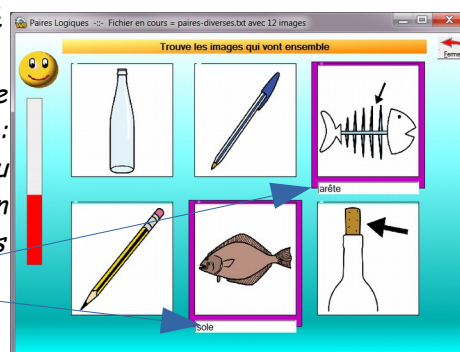 Paires Logiques -::- Fichier en cours = paires-diverses.txt avec 12 images
Trouve les images qui vont ensemble
Ferme
e
:
u
n
s
arête
sole